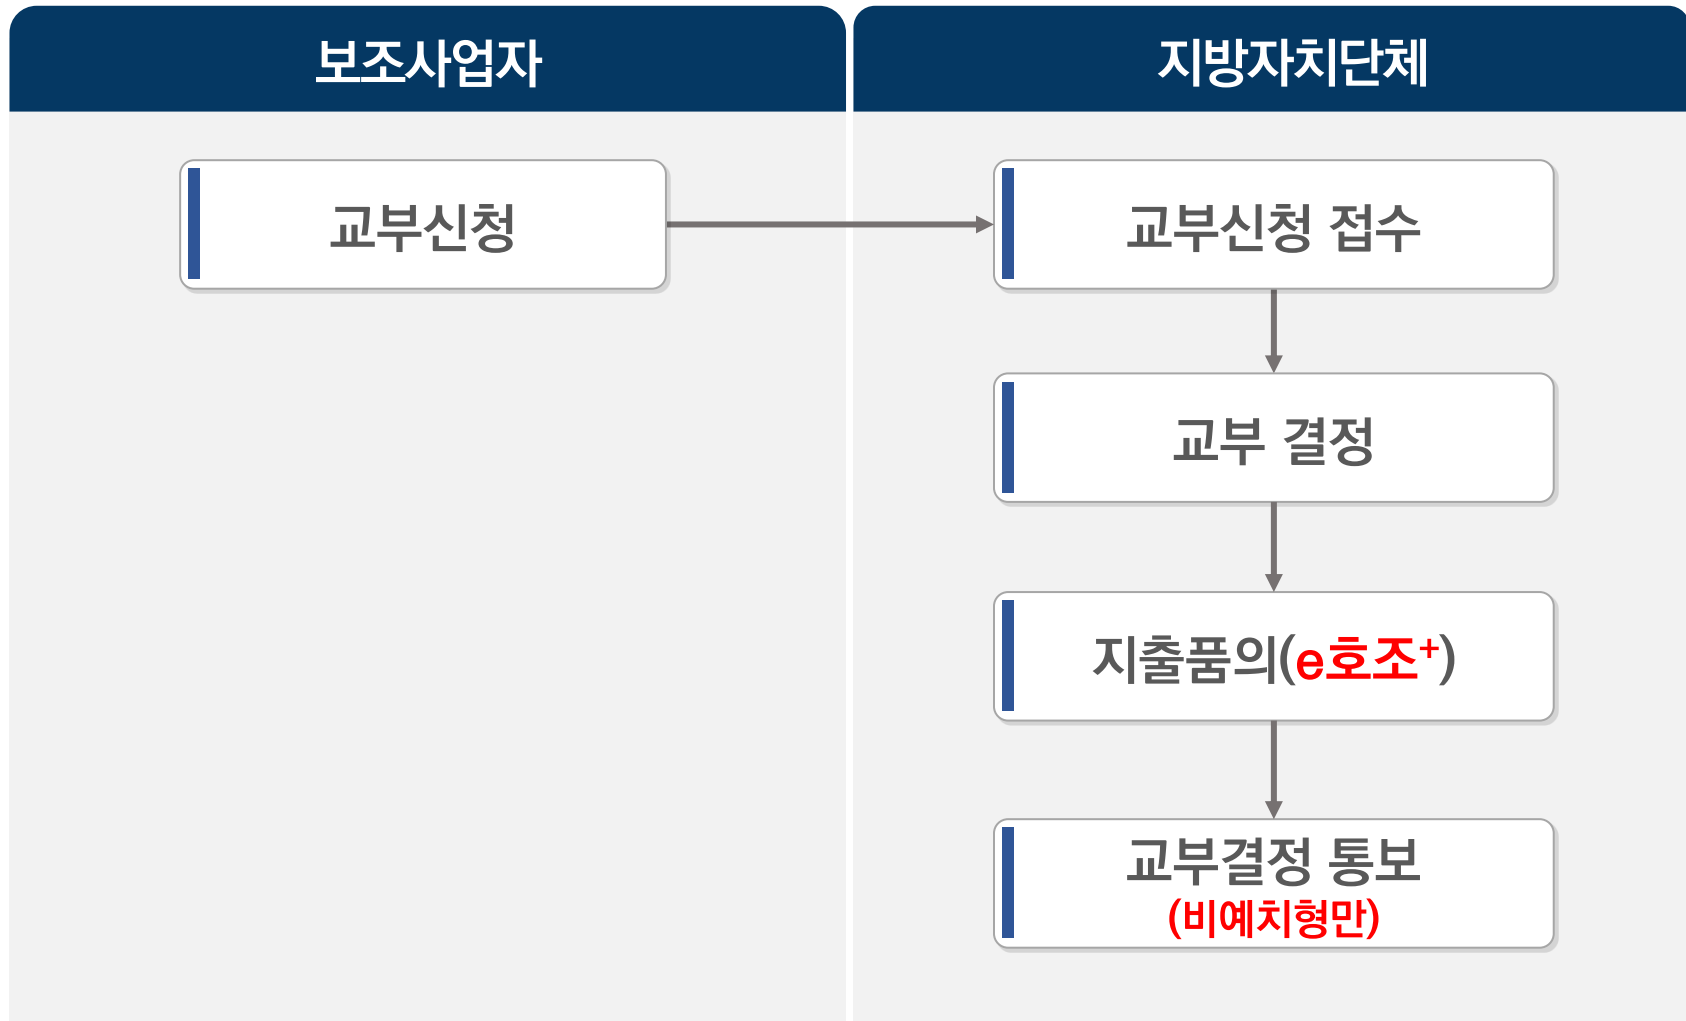 보조사업자
지방자치단체
교부신청
교부신청 접수
교부 결정
지출품의(e호조⁺)
교부결정 통보
(비예치형만)